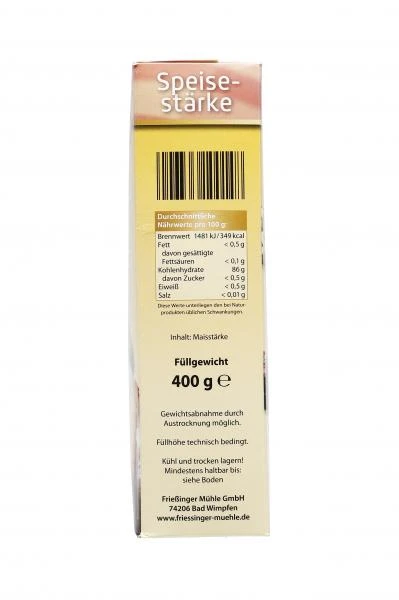 Speise-
stärke
Durchschnittliche
Nährwerte pro 100 g:
Brennwert 1481 kJ/349 kcal
Fett < 0,5 g
davon gesättigte
Fettsäuren < 0,1 g
Kohlenhydrate 86 g
davon Zucker < 0,5 g
Eiweiß < 0,5 g
Salz < 0,01 g
Diese Werte unterliegen den bei Natur-
produkten üblichen Schwankungen.
Inhalt: Maisstärke
Füllgewicht
400 g ℮
Gewichtsabnahme durch
Austrocknung möglich.
Füllhöhe technisch bedingt.
Kühl und trocken lagern!
Mindestens haltbar bis:
siehe Boden
Frießinger Mühle GmbH
74206 Bad Wimpfen
www.friessinger-muehle.de